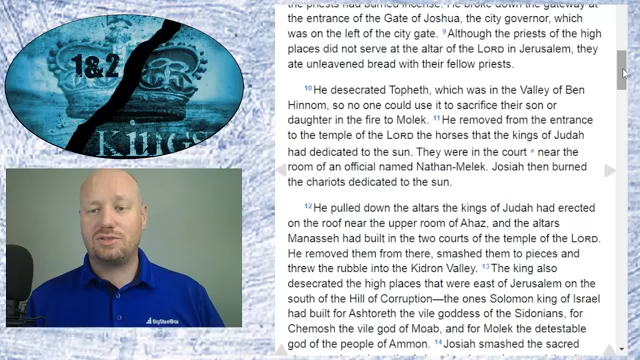 1&2
Kings
BigSteelBox
the priests had burned incense. He broke down the gateway at
the entrance of the Gate of Joshua, the city governor, which
was on the left of the city gate. 9 Although the priests of the high
places did not serve at the altar of the LORD in Jerusalem, they
ate unleavened bread with their fellow priests.
10 He desecrated Topheth, which was in the Valley of Ben
Hinnom, so no one could use it to sacrifice their son or
daughter in the fire to Molek. 11 He removed from the entrance
to the temple of the LORD the horses that the kings of Judah
had dedicated to the sun. They were in the court a near the
room of an official named Nathan-Melek. Josiah then burned
the chariots dedicated to the sun.
12 He pulled down the altars the kings of Judah had erected
on the roof near the upper room of Ahaz, and the altars
Manasseh had built in the two courts of the temple of the LORD.
He removed them from there, smashed them to pieces and
threw the rubble into the Kidron Valley. 13 The king also
desecrated the high places that were east of Jerusalem on the
south of the Hill of Corruption—the ones Solomon king of Israel
had built for Ashtoreth the vile goddess of the Sidonians, for
Chemosh the vile god of Moab, and for Molek the detestable
god of the people of Ammon. 14 Josiah smashed the sacred